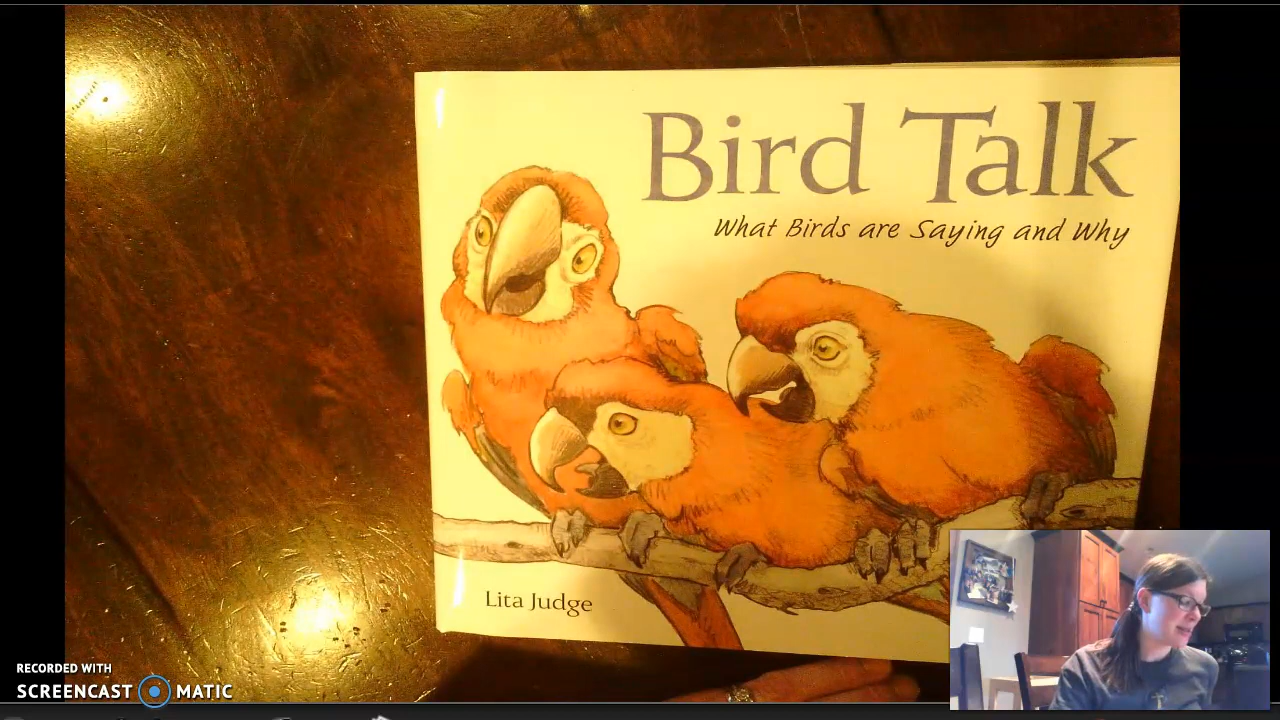 Bird Talk
What Birds are Saying and Why
Lita Judge
RECORDED WITH
SCREENCAST MATIC